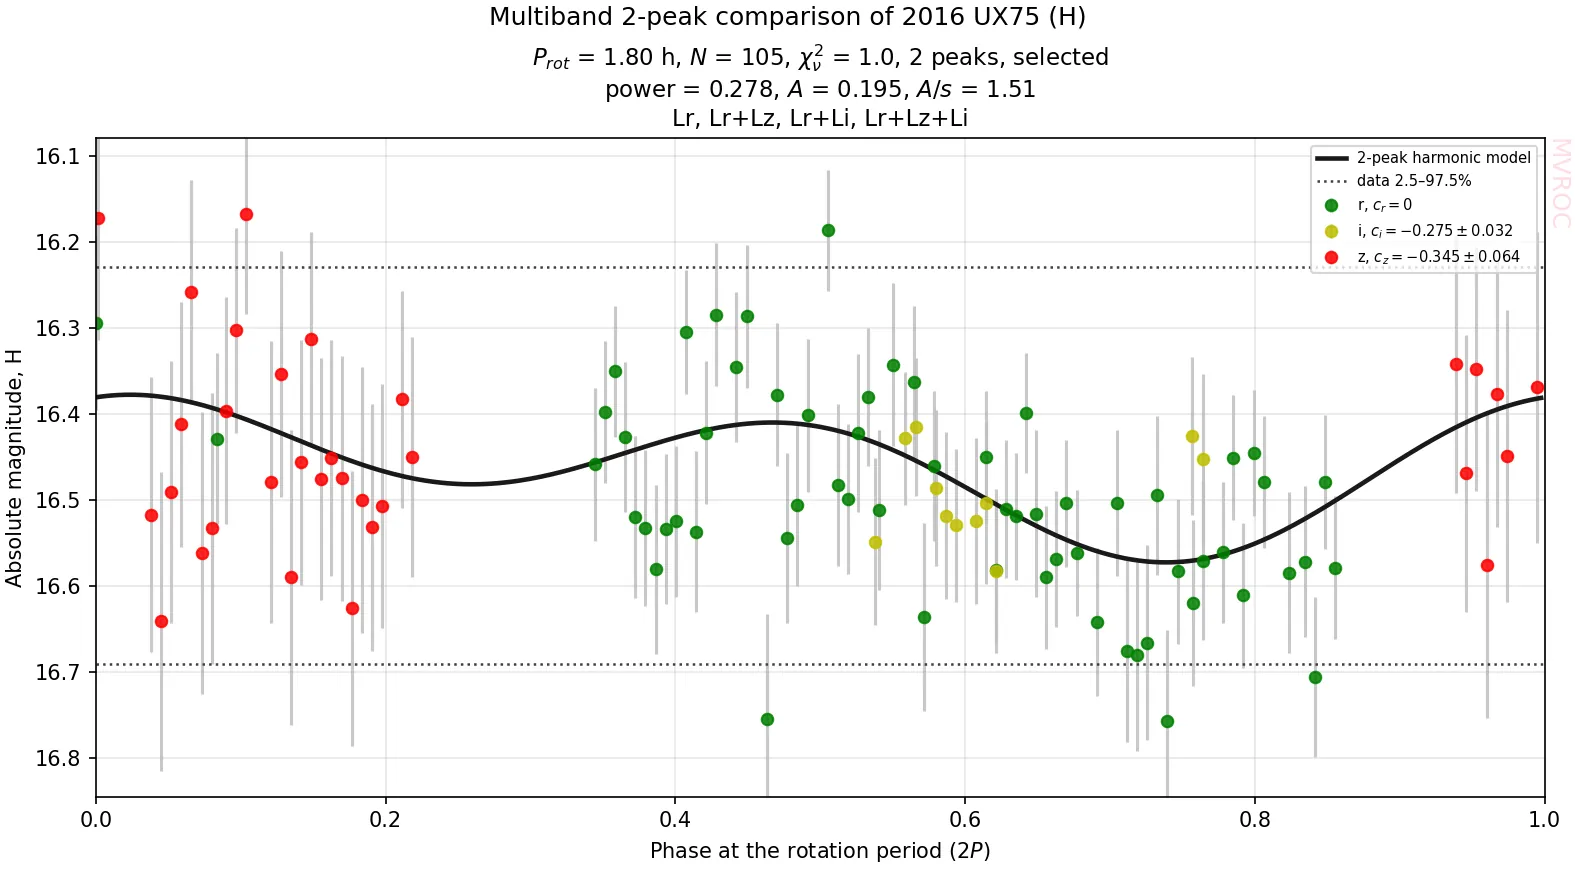 Multiband 2-peak comparison of 2016 UX75 (H)
P_rot = 1.80 h, N = 105, χ²_ν = 1.0, 2 peaks, selected
power = 0.278, A = 0.195, A/s = 1.51
Lr, Lr+Lz, Lr+Li, Lr+Lz+Li
2-peak harmonic model
data 2.5–97.5%
r, c_r = 0
i, c_i = −0.275 ± 0.032
z, c_z = −0.345 ± 0.064
MVROC
Absolute magnitude, H
16.1
16.2
16.3
16.4
16.5
16.6
16.7
16.8
0.0 0.2 0.4 0.6 0.8 1.0
Phase at the rotation period (2P)